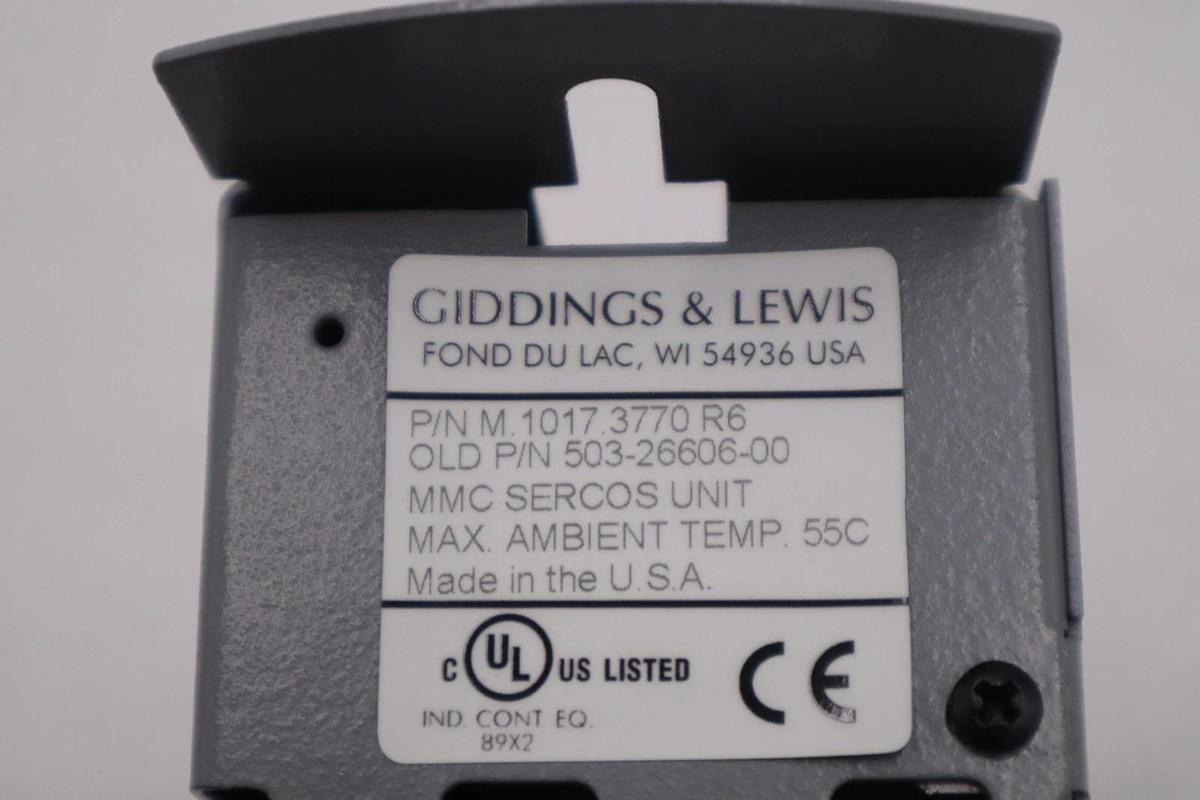 GIDDINGS & LEWIS
FOND DU LAC, WI 54936 USA
P/N M.1017.3770 R6
OLD P/N 503-26606-00
MMC SERCOS UNIT
MAX. AMBIENT TEMP. 55C
Made in the U.S.A.
C UL US LISTED CE
IND. CONT EQ.
89X2